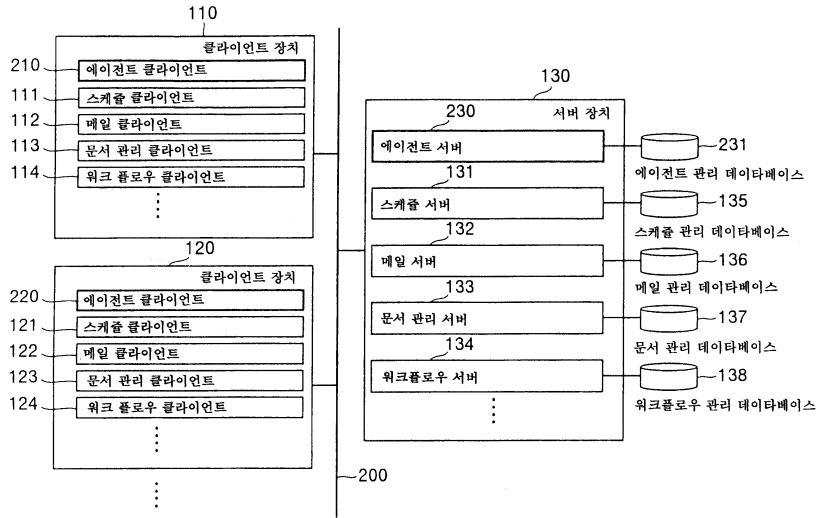 110
클라이언트 장치
210 에이전트 클라이언트
111 스케쥴 클라이언트
112 메일 클라이언트
113 문서 관리 클라이언트
114 워크 플로우 클라이언트
120
클라이언트 장치
220 에이전트 클라이언트
121 스케쥴 클라이언트
122 메일 클라이언트
123 문서 관리 클라이언트
124 워크 플로우 클라이언트
200
130
서버 장치
230
에이전트 서버
231
에이전트 관리 데이타베이스
131
스케쥴 서버
135
스케쥴 관리 데이타베이스
132
메일 서버
136
메일 관리 데이타베이스
133
문서 관리 서버
137
문서 관리 데이타베이스
134
워크플로우 서버
138
워크플로우 관리 데이타베이스